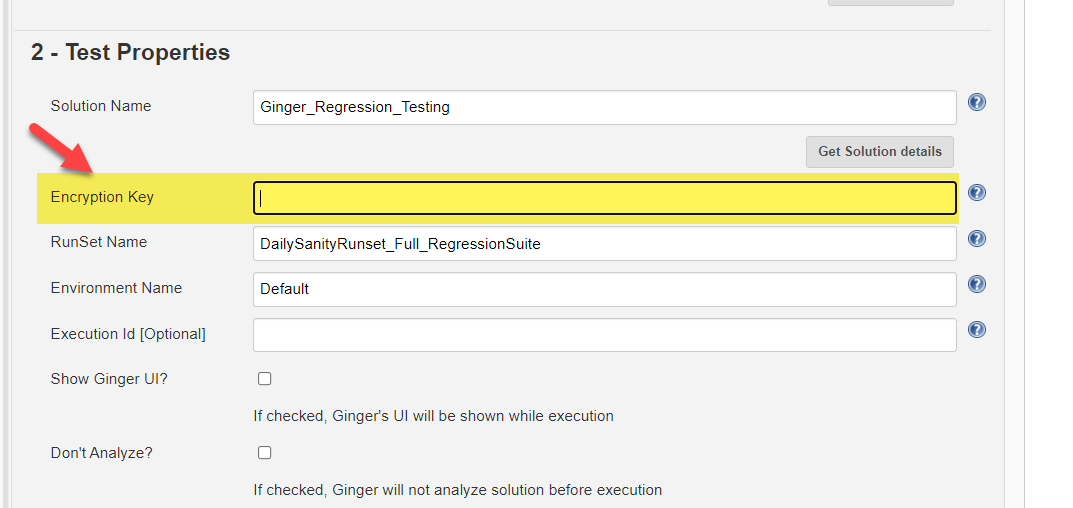 2 - Test Properties
Solution Name
Ginger_Regression_Testing
Get Solution details
Encryption Key
RunSet Name
DailySanityRunset_Full_RegressionSuite
Environment Name
Default
Execution Id [Optional]
Show Ginger UI?
If checked, Ginger's UI will be shown while execution
Don't Analyze?
If checked, Ginger will not analyze solution before execution